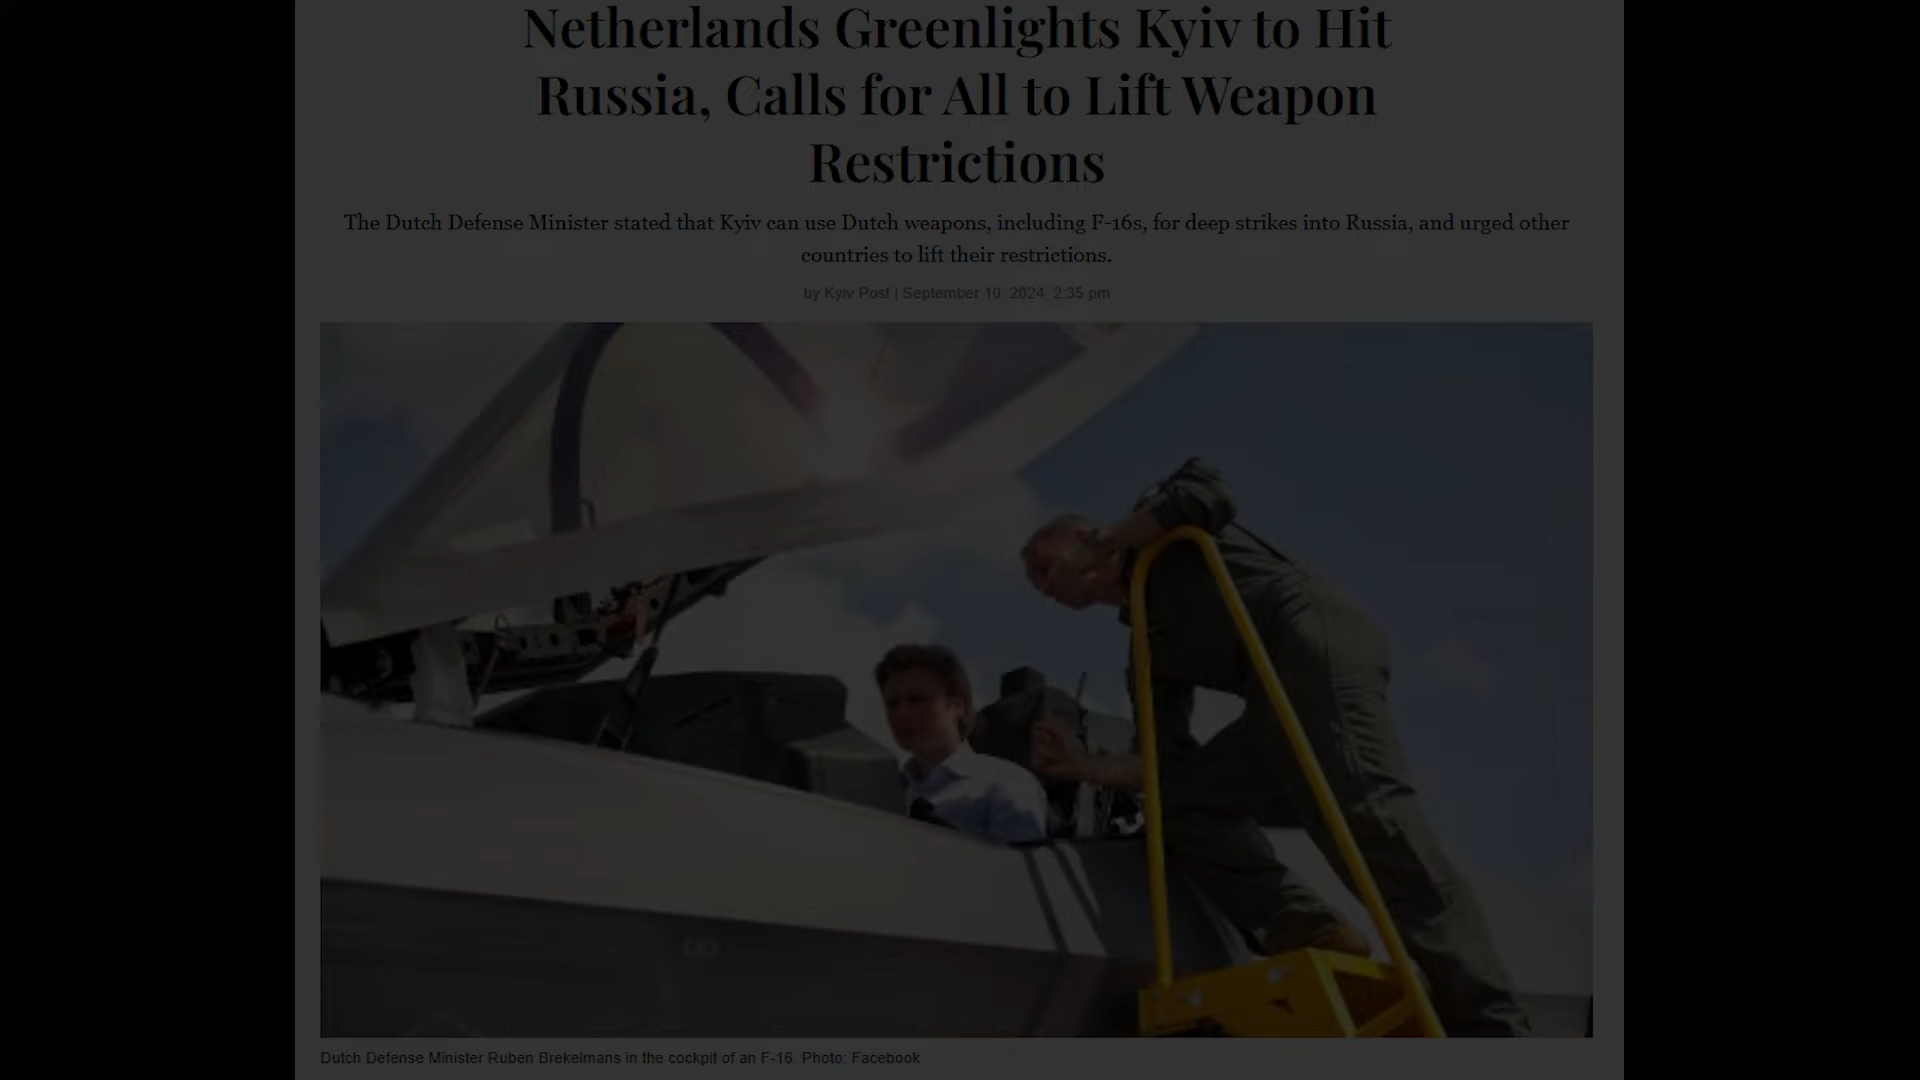 Netherlands Greenlights Kyiv to Hit
Russia, Calls for All to Lift Weapon
Restrictions
The Dutch Defense Minister stated that Kyiv can use Dutch weapons, including F-16s, for deep strikes into Russia, and urged other
countries to lift their restrictions.
by Kyiv Post | September 10, 2024, 2:35 pm
Dutch Defense Minister Ruben Brekelmans in the cockpit of an F-16. Photo: Facebook